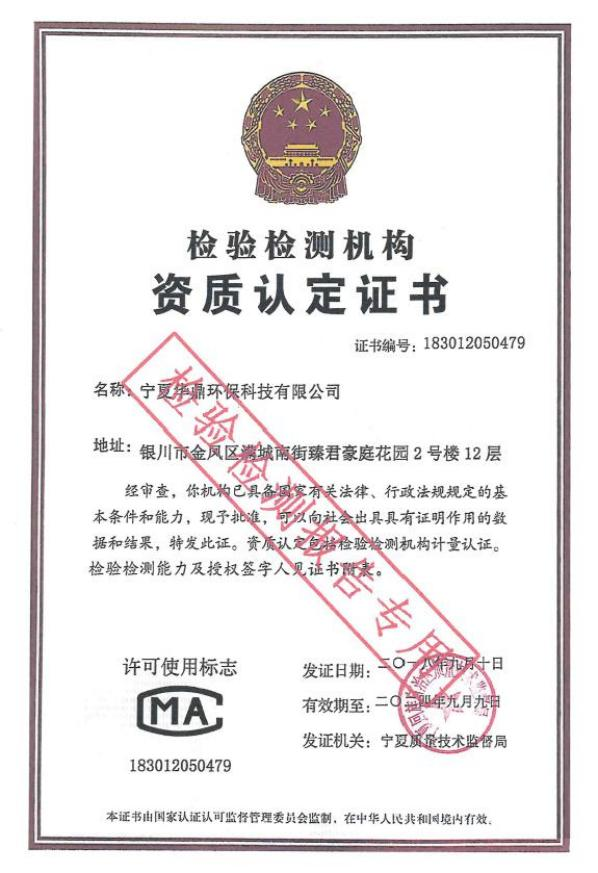 检验检测机构
资质认定证书
证书编号：183012050479
名称：宁夏华鼎环保科技有限公司
地址：银川市金凤区满城南街臻君豪庭花园2号楼12层
经审查，你机构已具备国家有关法律、行政法规规定的基
本条件和能力，现予批准，可以向社会出具具有证明作用的数
据和结果，特发此证。资质认定包括检验检测机构计量认证。
检验检测能力及授权签字人见证书附表。
检验检测报告专用
许可使用标志
MA
183012050479
发证日期：二〇一八年九月十日
有效期至：二〇二四年九月九日
发证机关：宁夏质量技术监督局
本证书由国家认证认可监督管理委员会监制，在中华人民共和国境内有效。